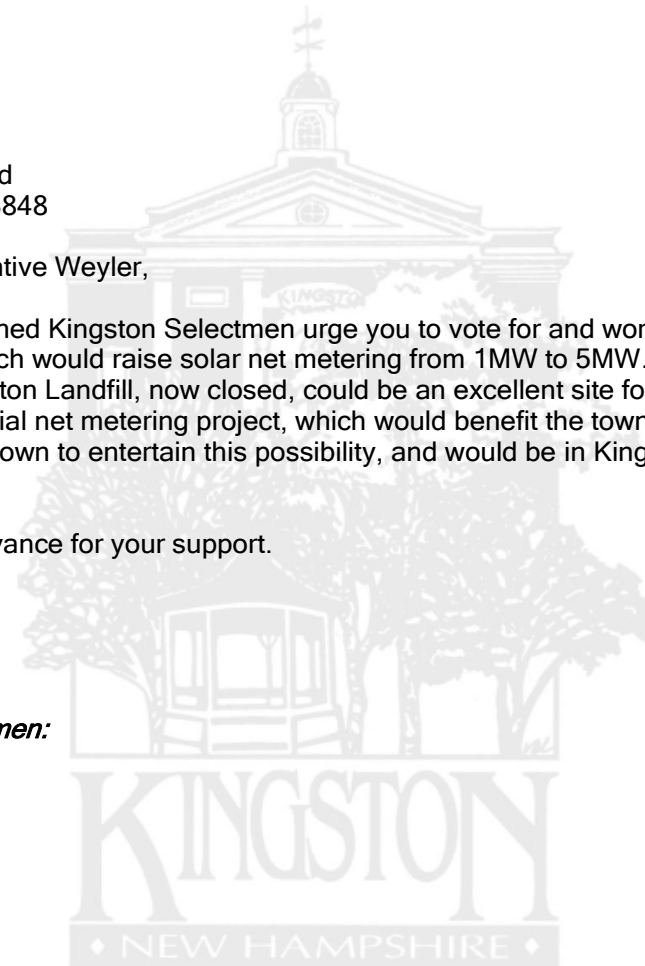 d
848
tive Weyler,
ned Kingston Selectmen urge you to vote for and wor
ch would raise solar net metering from 1MW to 5MW.
ton Landfill, now closed, could be an excellent site fo
ial net metering project, which would benefit the town
own to entertain this possibility, and would be in King
vance for your support.
men:
KINGSTON
KINGSTON
♦ NEW HAMPSHIRE ♦